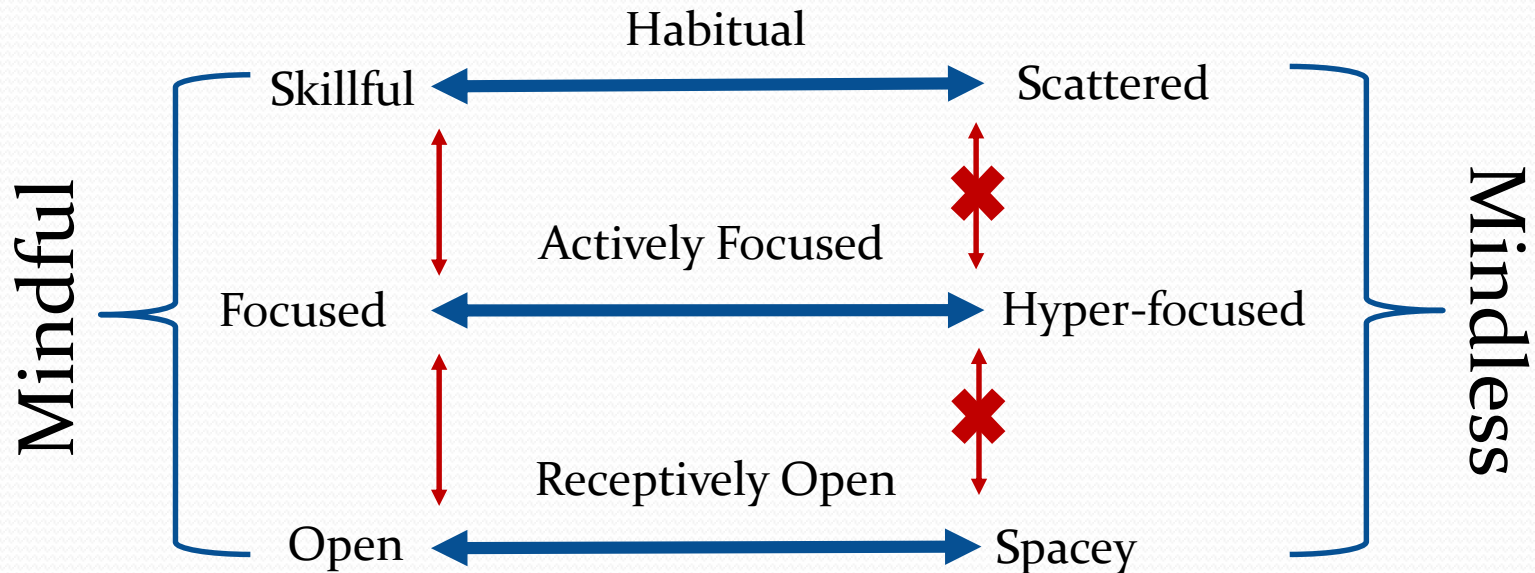 Habitual
Skillful
Scattered
Mindful
Actively Focused
Focused
Hyper-focused
Mindless
Receptively Open
Open
Spacey